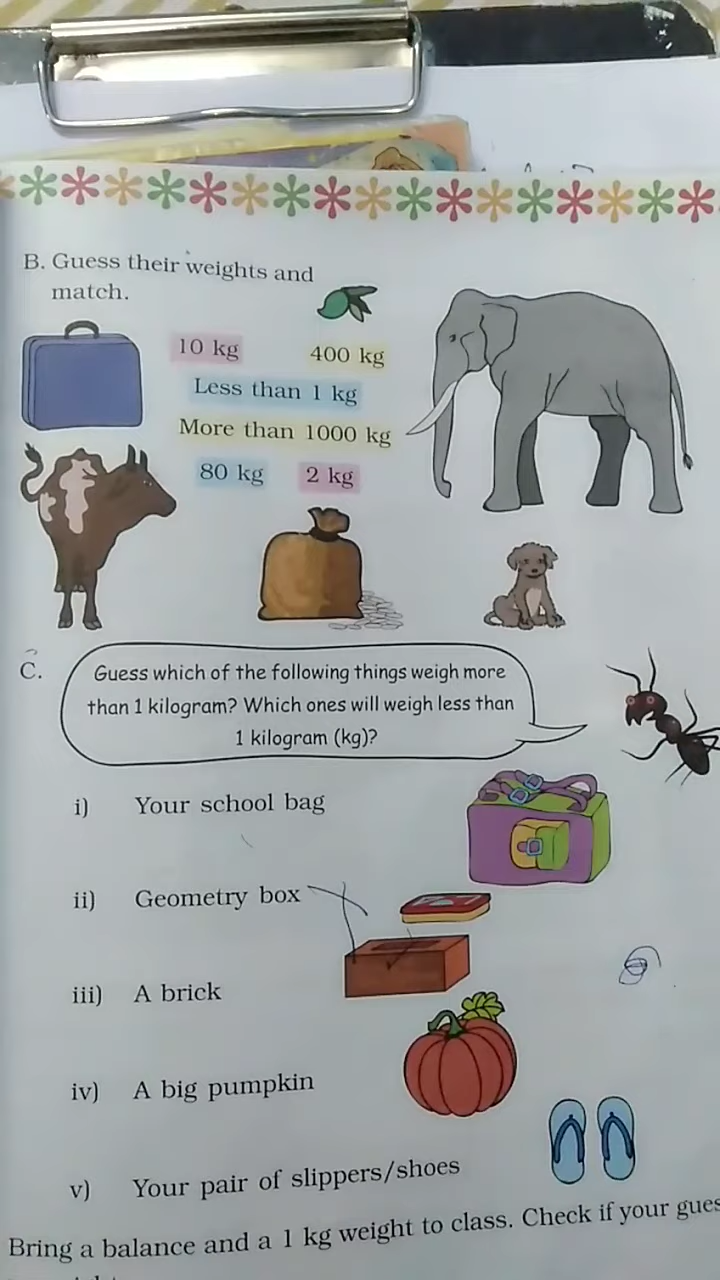 B. Guess their weights and
match.
10 kg
400 kg
Less than 1 kg
More than 1000 kg
80 kg
2 kg
C.
Guess which of the following things weigh more
than 1 kilogram? Which ones will weigh less than
1 kilogram (kg)?
i) Your school bag
ii) Geometry box
iii) A brick
iv) A big pumpkin
v) Your pair of slippers/shoes
Bring a balance and a 1 kg weight to class. Check if your